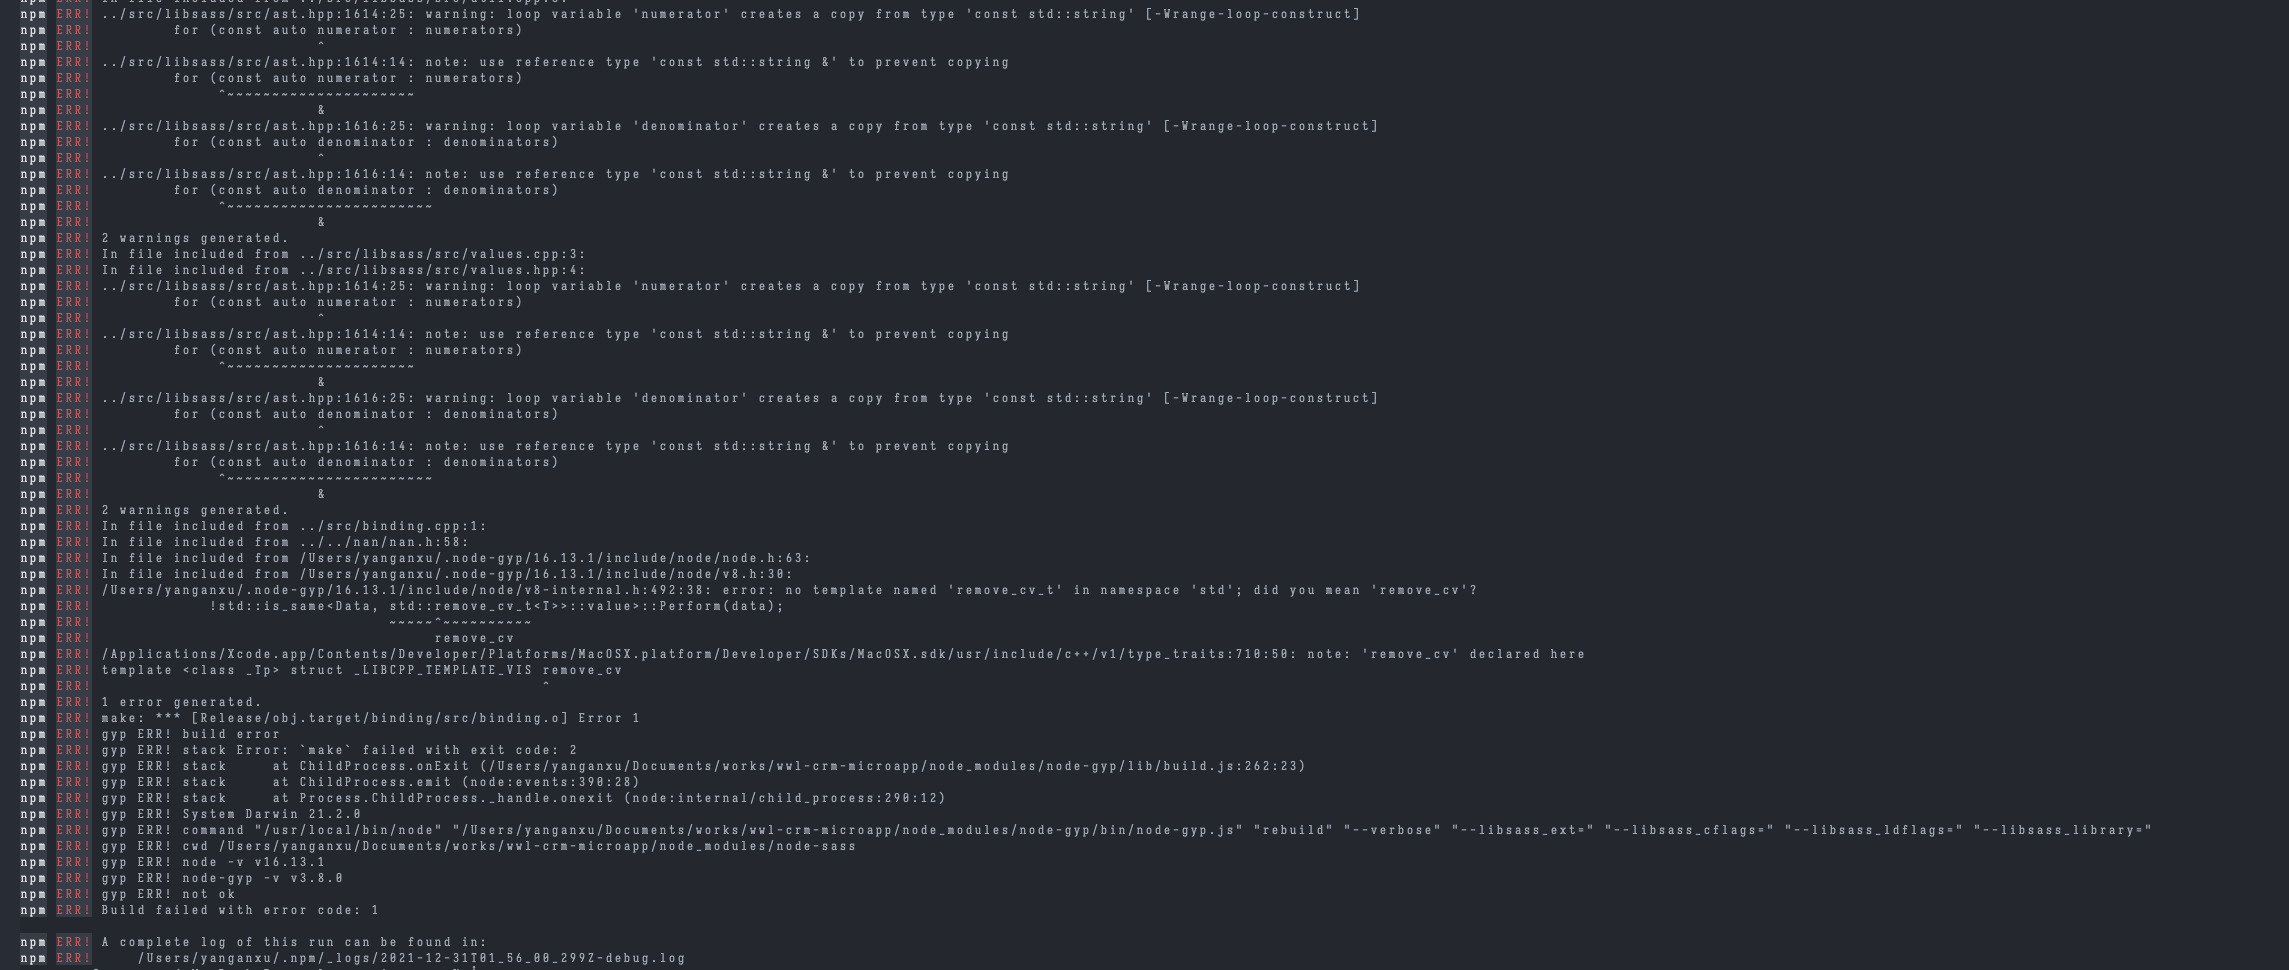 npm ERR! ../src/libsass/src/ast.hpp:1614:25: warning: loop variable 'numerator' creates a copy from type 'const std::string' [-Wrange-loop-construct]
npm ERR!         for (const auto numerator : numerators)
npm ERR!                         ^
npm ERR! ../src/libsass/src/ast.hpp:1614:14: note: use reference type 'const std::string &' to prevent copying
npm ERR!         for (const auto numerator : numerators)
npm ERR!              ^~~~~~~~~~~~~~~~~~~~~~
npm ERR!                         &
npm ERR! ../src/libsass/src/ast.hpp:1616:25: warning: loop variable 'denominator' creates a copy from type 'const std::string' [-Wrange-loop-construct]
npm ERR!         for (const auto denominator : denominators)
npm ERR!                         ^
npm ERR! ../src/libsass/src/ast.hpp:1616:14: note: use reference type 'const std::string &' to prevent copying
npm ERR!         for (const auto denominator : denominators)
npm ERR!              ^~~~~~~~~~~~~~~~~~~~~~~~
npm ERR!                         &
npm ERR! 2 warnings generated.
npm ERR! In file included from ../src/libsass/src/values.cpp:3:
npm ERR! In file included from ../src/libsass/src/values.hpp:4:
npm ERR! ../src/libsass/src/ast.hpp:1614:25: warning: loop variable 'numerator' creates a copy from type 'const std::string' [-Wrange-loop-construct]
npm ERR!         for (const auto numerator : numerators)
npm ERR!                         ^
npm ERR! ../src/libsass/src/ast.hpp:1614:14: note: use reference type 'const std::string &' to prevent copying
npm ERR!         for (const auto numerator : numerators)
npm ERR!              ^~~~~~~~~~~~~~~~~~~~~~
npm ERR!                         &
npm ERR! ../src/libsass/src/ast.hpp:1616:25: warning: loop variable 'denominator' creates a copy from type 'const std::string' [-Wrange-loop-construct]
npm ERR!         for (const auto denominator : denominators)
npm ERR!                         ^
npm ERR! ../src/libsass/src/ast.hpp:1616:14: note: use reference type 'const std::string &' to prevent copying
npm ERR!         for (const auto denominator : denominators)
npm ERR!              ^~~~~~~~~~~~~~~~~~~~~~~~
npm ERR!                         &
npm ERR! 2 warnings generated.
npm ERR! In file included from ../src/binding.cpp:1:
npm ERR! In file included from ../../nan/nan.h:58:
npm ERR! In file included from /Users/yanganxu/.node-gyp/16.13.1/include/node/node.h:63:
npm ERR! In file included from /Users/yanganxu/.node-gyp/16.13.1/include/node/v8.h:30:
npm ERR! /Users/yanganxu/.node-gyp/16.13.1/include/node/v8-internal.h:492:38: error: no template named 'remove_cv_t' in namespace 'std'; did you mean 'remove_cv'?
npm ERR!             !std::is_same<Data, std::remove_cv_t<T>>::value>::Perform(data);
npm ERR!                                 ~~~~~^~~~~~~~~~~
npm ERR!                                      remove_cv
npm ERR! /Applications/Xcode.app/Contents/Developer/Platforms/MacOSX.platform/Developer/SDKs/MacOSX.sdk/usr/include/c++/v1/type_traits:710:50: note: 'remove_cv' declared here
npm ERR! template <class _Tp> struct _LIBCPP_TEMPLATE_VIS remove_cv
npm ERR!                                                  ^
npm ERR! 1 error generated.
npm ERR! make: *** [Release/obj.target/binding/src/binding.o] Error 1
npm ERR! gyp ERR! build error
npm ERR! gyp ERR! stack Error: `make` failed with exit code: 2
npm ERR! gyp ERR! stack     at ChildProcess.onExit (/Users/yanganxu/Documents/works/wwl-crm-microapp/node_modules/node-gyp/lib/build.js:262:23)
npm ERR! gyp ERR! stack     at ChildProcess.emit (node:events:390:28)
npm ERR! gyp ERR! stack     at Process.ChildProcess._handle.onexit (node:internal/child_process:290:12)
npm ERR! gyp ERR! System Darwin 21.2.0
npm ERR! gyp ERR! command "/usr/local/bin/node" "/Users/yanganxu/Documents/works/wwl-crm-microapp/node_modules/node-gyp/bin/node-gyp.js" "rebuild" "--verbose" "--libsass_ext=" "--libsass_cflags=" "--libsass_ldflags=" "--libsass_library="
npm ERR! gyp ERR! cwd /Users/yanganxu/Documents/works/wwl-crm-microapp/node_modules/node-sass
npm ERR! gyp ERR! node -v v16.13.1
npm ERR! gyp ERR! node-gyp -v v3.8.0
npm ERR! gyp ERR! not ok
npm ERR! Build failed with error code: 1
npm ERR! A complete log of this run can be found in:
npm ERR!     /Users/yanganxu/.npm/_logs/2021-12-31T01_56_00_299Z-debug.log